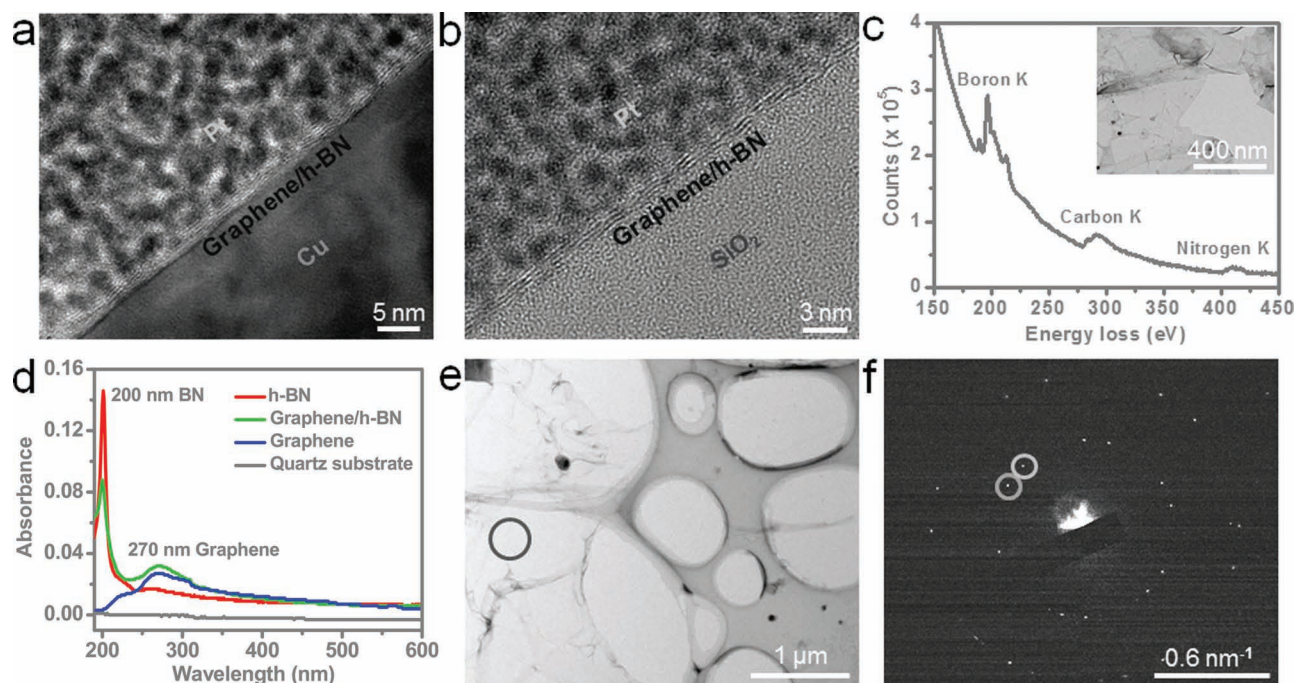 a
Pt
Graphene/h-BN
Cu
5 nm
b
Pt
Graphene/h-BN
SiO₂
3 nm
c
Counts (x 10⁵)
4
3
2
1
0
Boron K
Carbon K
Nitrogen K
400 nm
150 200 250 300 350 400 450
Energy loss (eV)
d
Absorbance
0.16
0.12
0.08
0.04
0.00
200 nm BN
270 nm Graphene
h-BN
Graphene/h-BN
Graphene
Quartz substrate
200 300 400 500 600
Wavelength (nm)
e
1 µm
f
0.6 nm⁻¹